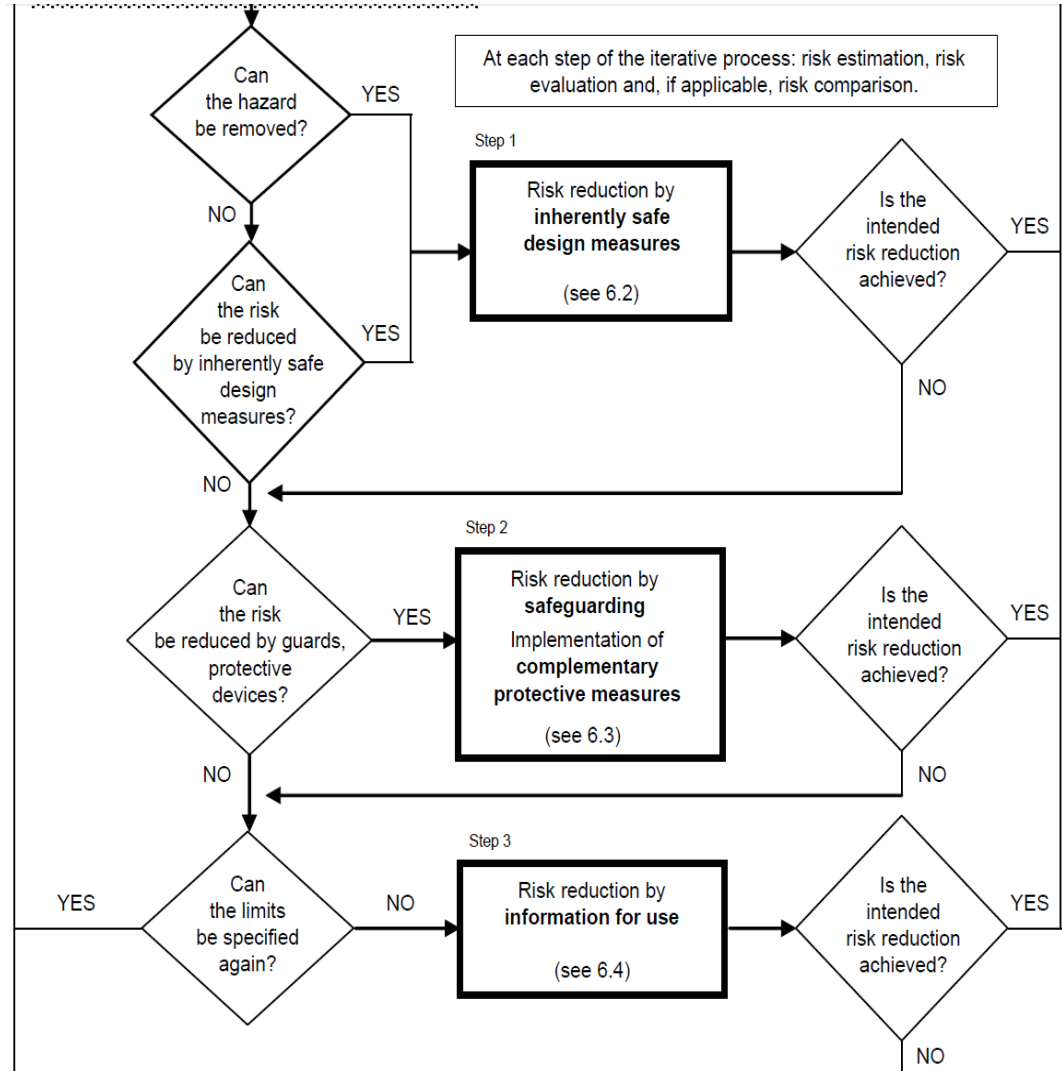 Can
the hazard
be removed?
YES
At each step of the iterative process: risk estimation, risk
evaluation and, if applicable, risk comparison.
Step 1
Risk reduction by
inherently safe
design measures
(see 6.2)
Is the
intended
risk reduction
achieved?
YES
NO
Can
the risk
be reduced
by inherently safe
design
measures?
YES
NO
NO
Can
the risk
be reduced by guards,
protective
devices?
YES
Step 2
Risk reduction by
safeguarding
Implementation of
complementary
protective measures
(see 6.3)
Is the
intended
risk reduction
achieved?
YES
NO
NO
YES
Can
the limits
be specified
again?
NO
Step 3
Risk reduction by
information for use
(see 6.4)
Is the
intended
risk reduction
achieved?
YES
NO